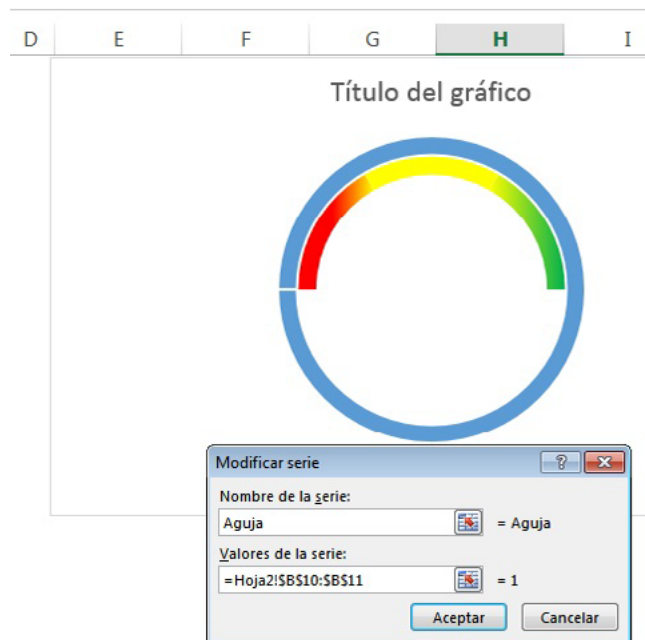 D E F G H I
Título del gráfico
Modificar serie
Nombre de la serie:
Aguja = Aguja
Valores de la serie:
=Hoja2!$B$10:$B$11 = 1
Aceptar Cancelar